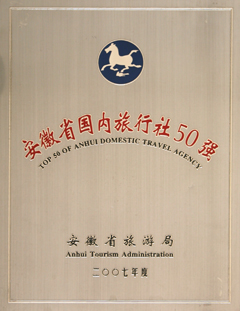 安徽省国内旅行社50强
TOP 50 OF ANHUI DOMESTIC TRAVEL AGENCY
安徽省旅游局
Anhui Tourism Administration
二〇〇七年度